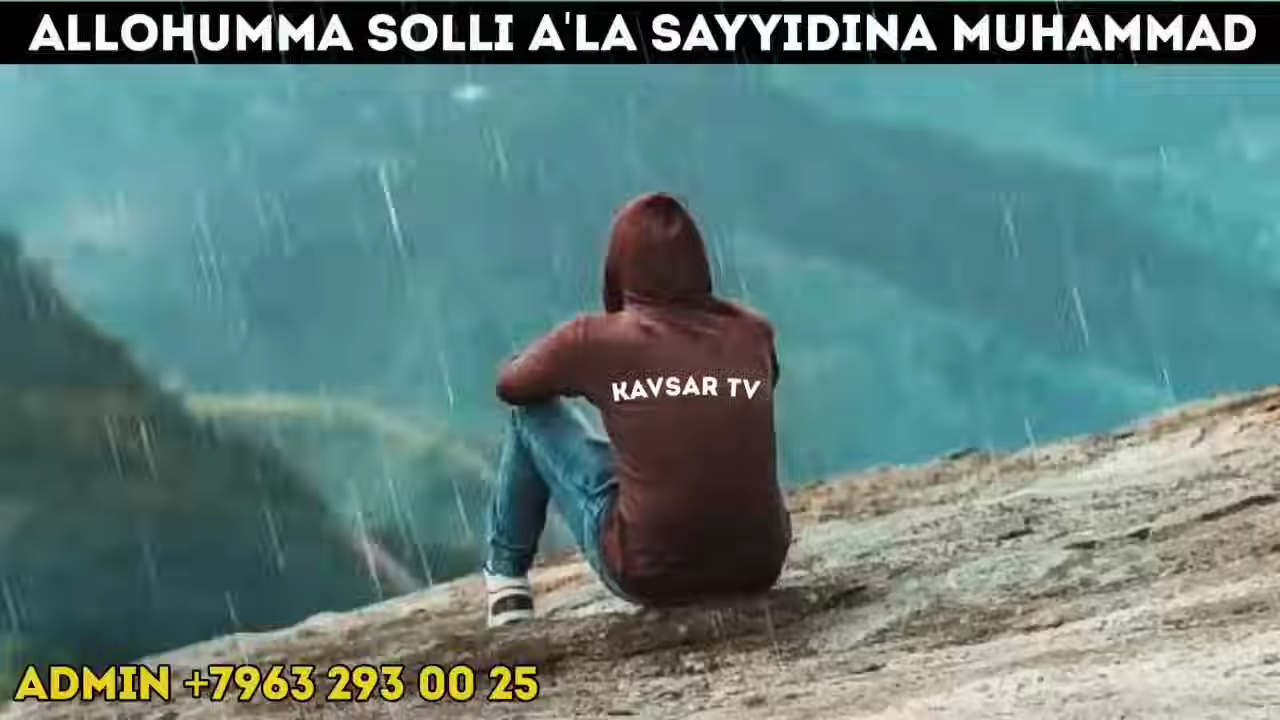 ALLOHUMMA SOLLI A'LA SAYYIDINA MUHAMMAD
KAVSAR TV
ADMIN +7963 293 00 25